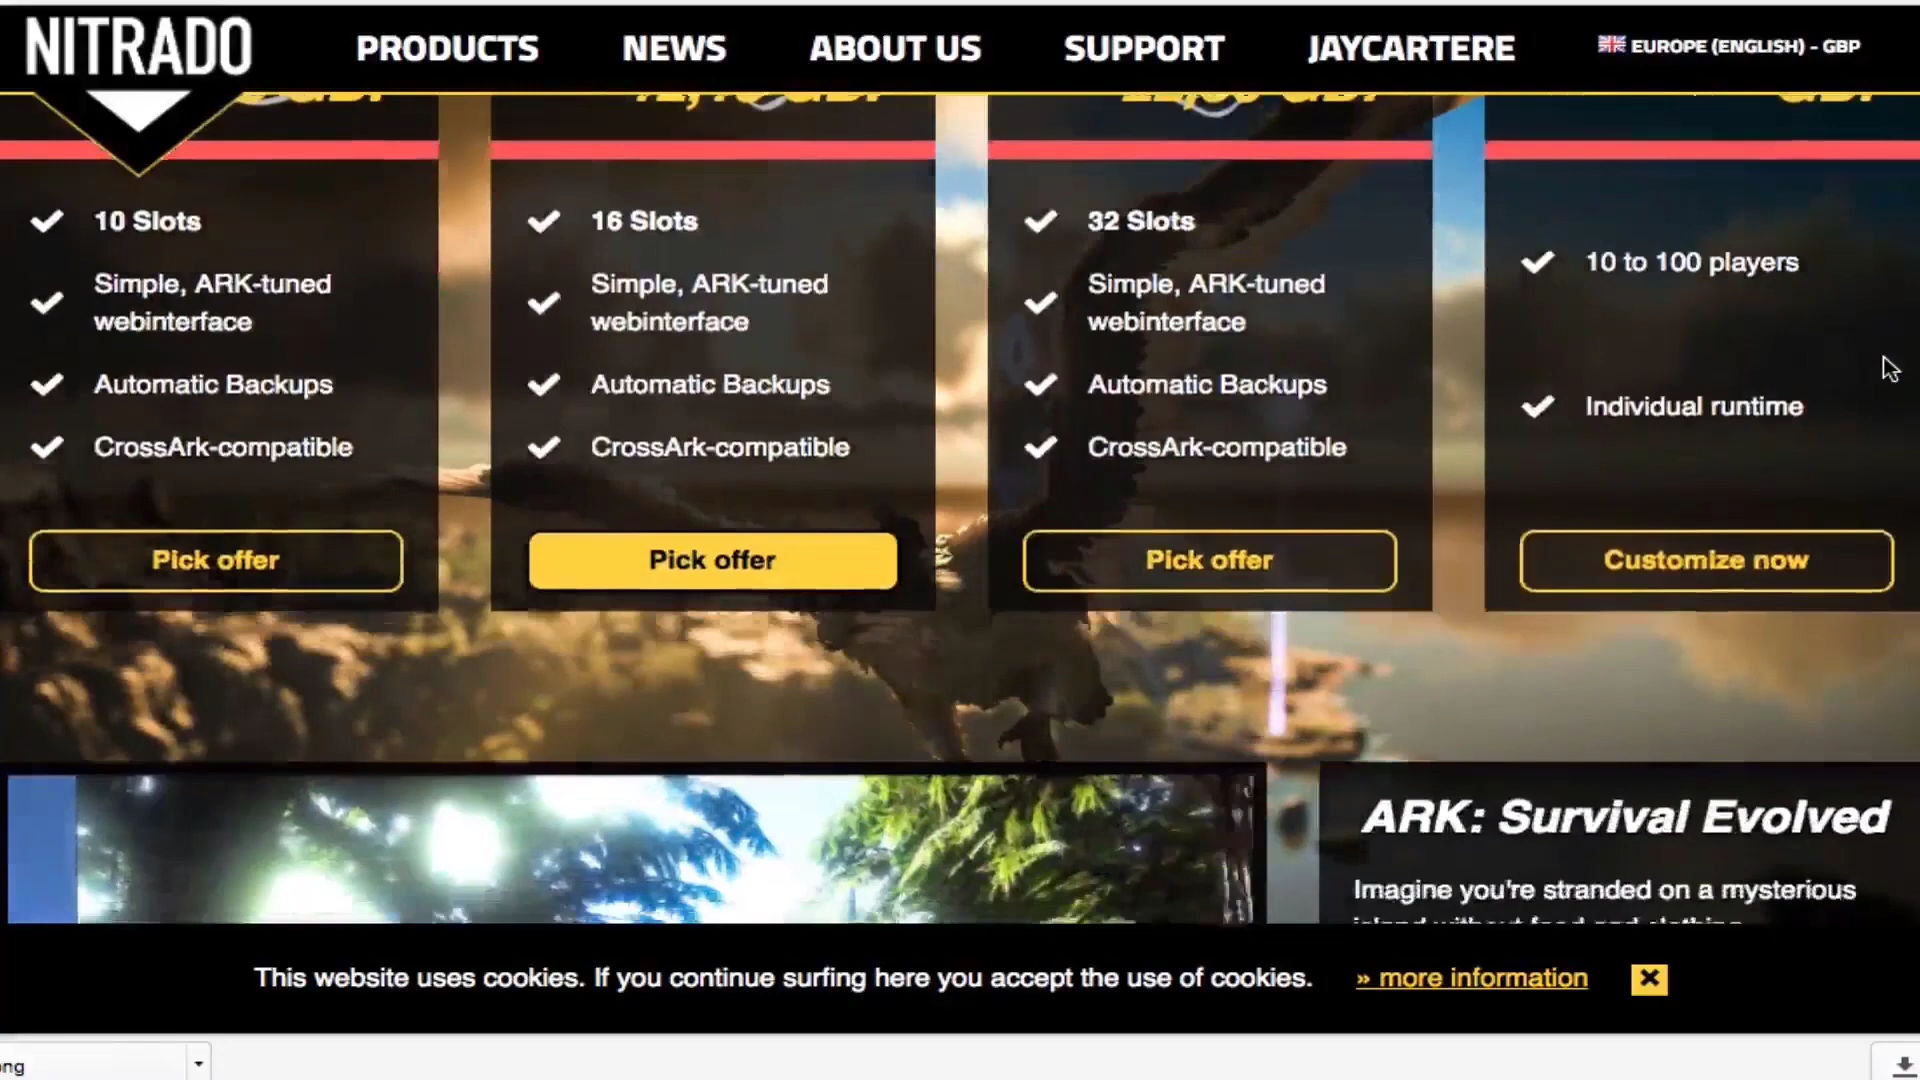 NITRADO
PRODUCTS
NEWS
ABOUT US
SUPPORT
JAYCARTERE
EUROPE (ENGLISH) - GBP
10 Slots
Simple, ARK-tuned
webinterface
Automatic Backups
CrossArk-compatible
Pick offer
16 Slots
Simple, ARK-tuned
webinterface
Automatic Backups
CrossArk-compatible
Pick offer
32 Slots
Simple, ARK-tuned
webinterface
Automatic Backups
CrossArk-compatible
Pick offer
10 to 100 players
Individual runtime
Customize now
ARK: Survival Evolved
Imagine you're stranded on a mysterious
This website uses cookies. If you continue surfing here you accept the use of cookies.
» more information